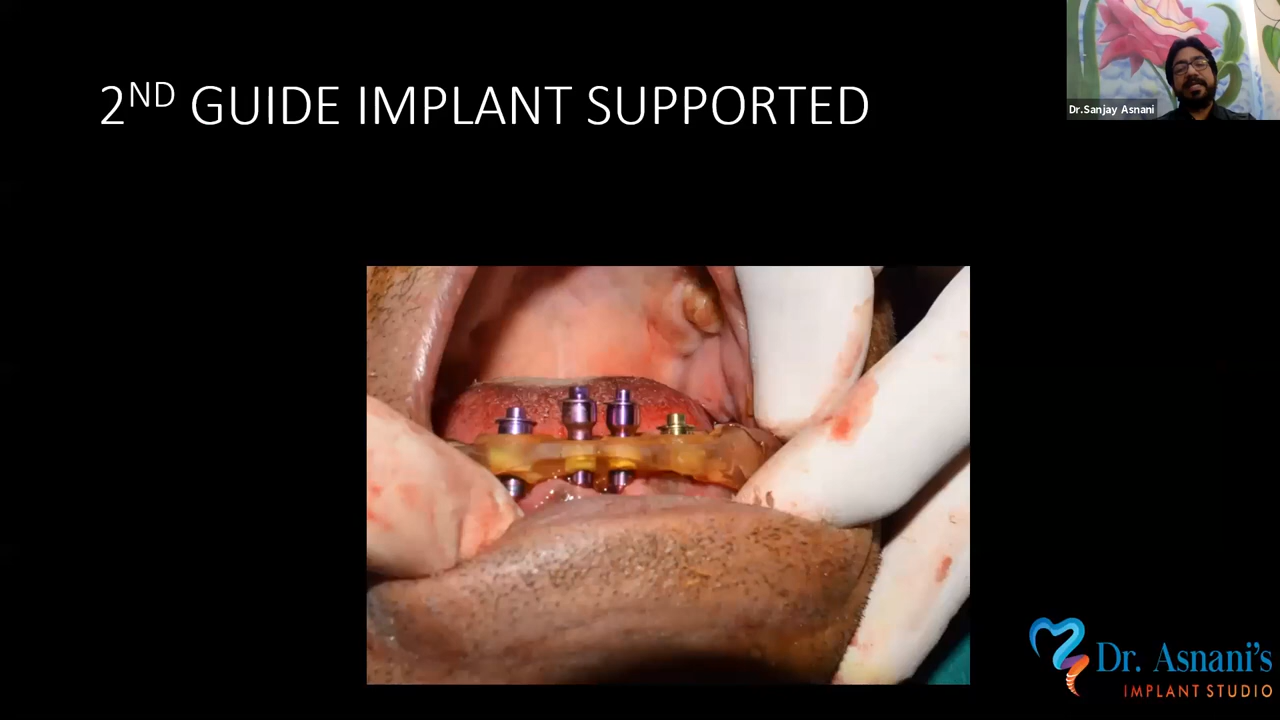 2ND GUIDE IMPLANT SUPPORTED
Dr.Sanjay Asnani
Dr. Asnani's
IMPLANT STUDIO